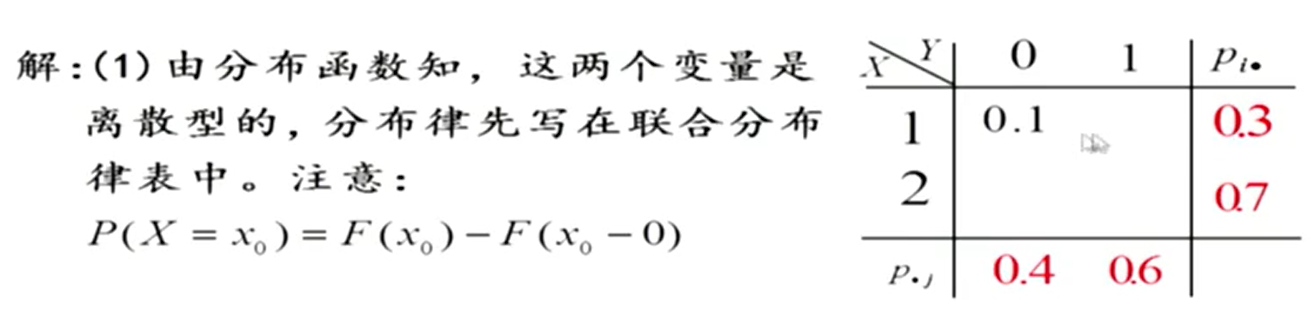 解：(1) 由分布函数知，这两个变量是
离散型的，分布律先写在联合分布
律表中。注意：
P(X = x₀) = F(x₀) − F(x₀ − 0)
X Y 0 1 pᵢ•
1 0.1 0.3
2 0.7
p•ⱼ 0.4 0.6